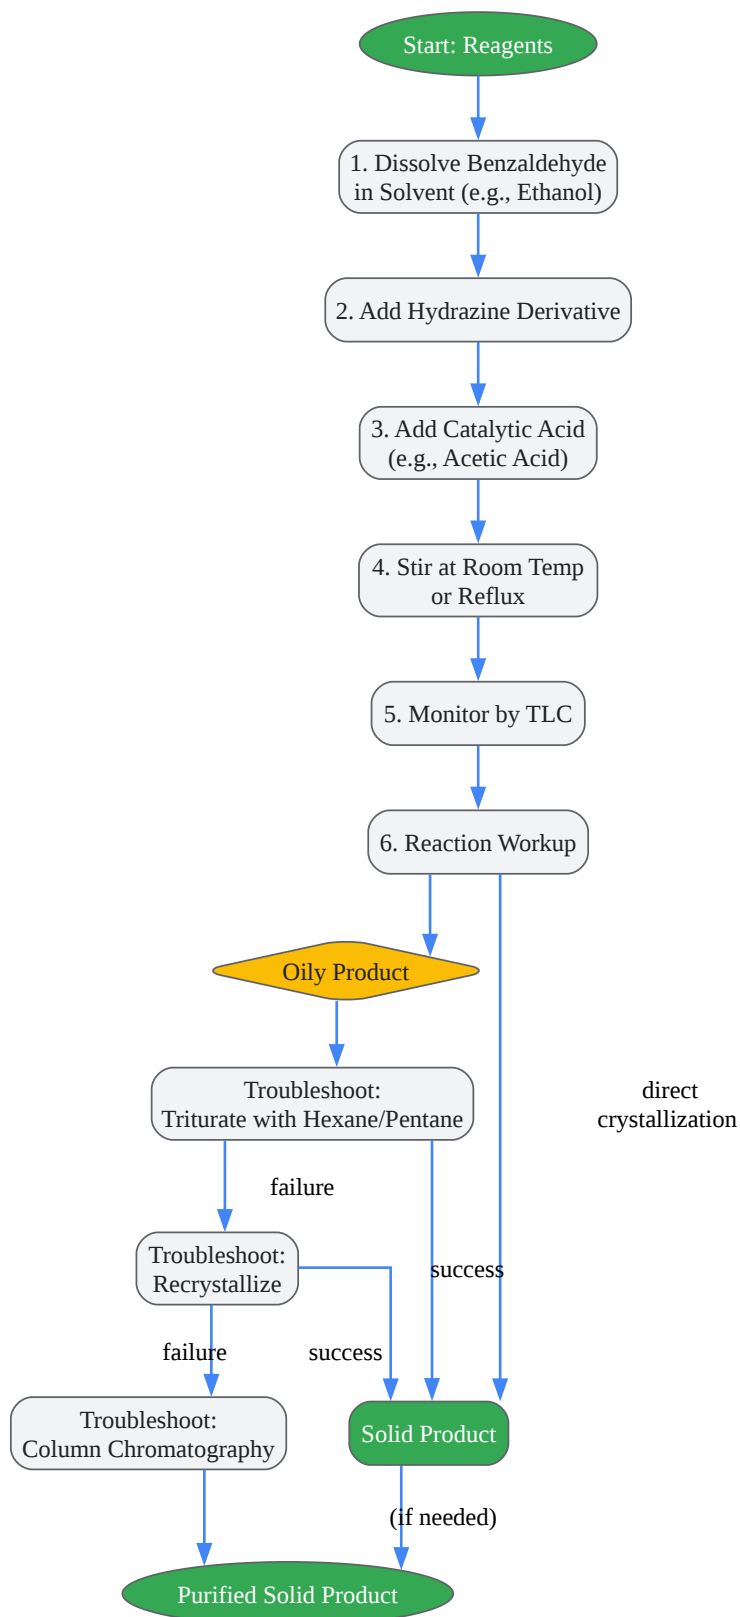 Start: Reagents
1. Dissolve Benzaldehyde
in Solvent (e.g., Ethanol)
2. Add Hydrazine Derivative
3. Add Catalytic Acid
(e.g., Acetic Acid)
4. Stir at Room Temp
or Reflux
5. Monitor by TLC
6. Reaction Workup
Oily Product
Troubleshoot:
Triturate with Hexane/Pentane
direct
crystallization
failure
Troubleshoot:
Recrystallize
success
failure
success
Troubleshoot:
Column Chromatography
Solid Product
(if needed)
Purified Solid Product